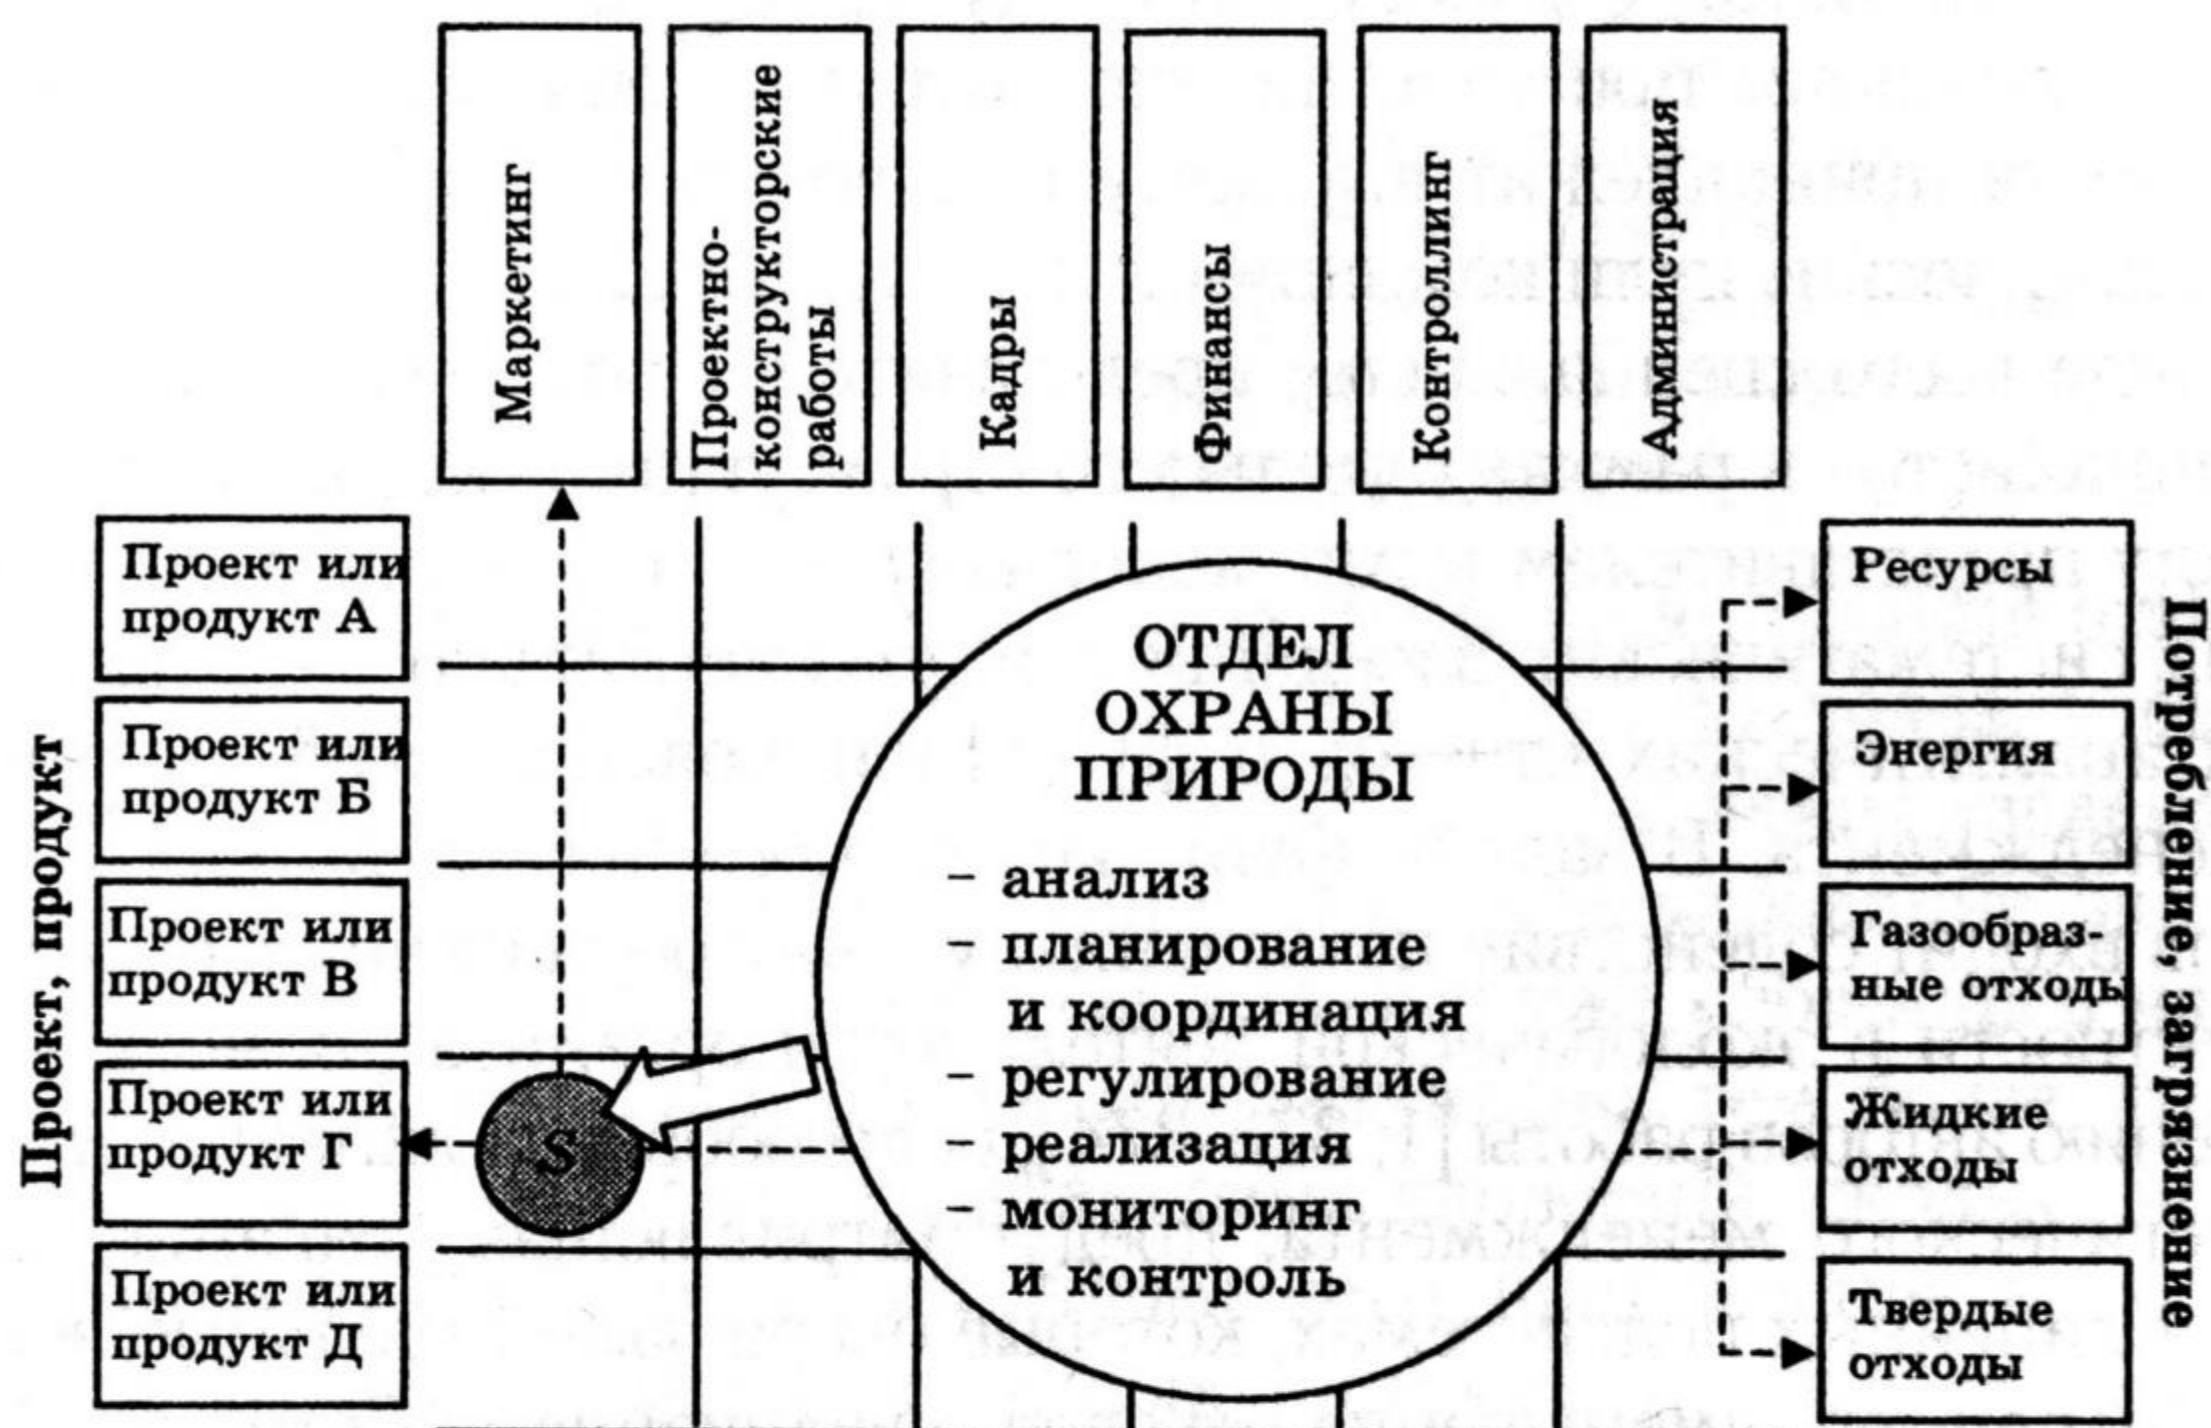 Маркетинг
Проектно-
конструкторские
работы
Кадры
Финансы
Контроллинг
Администрация
Проект, продукт
Проект или
продукт А
Проект или
продукт Б
Проект или
продукт В
Проект или
продукт Г
Проект или
продукт Д
S
ОТДЕЛ
ОХРАНЫ
ПРИРОДЫ
– анализ
– планирование
и координация
– регулирование
– реализация
– мониторинг
и контроль
Ресурсы
Энергия
Газообраз-
ные отходы
Жидкие
отходы
Твердые
отходы
Потребление, загрязнение